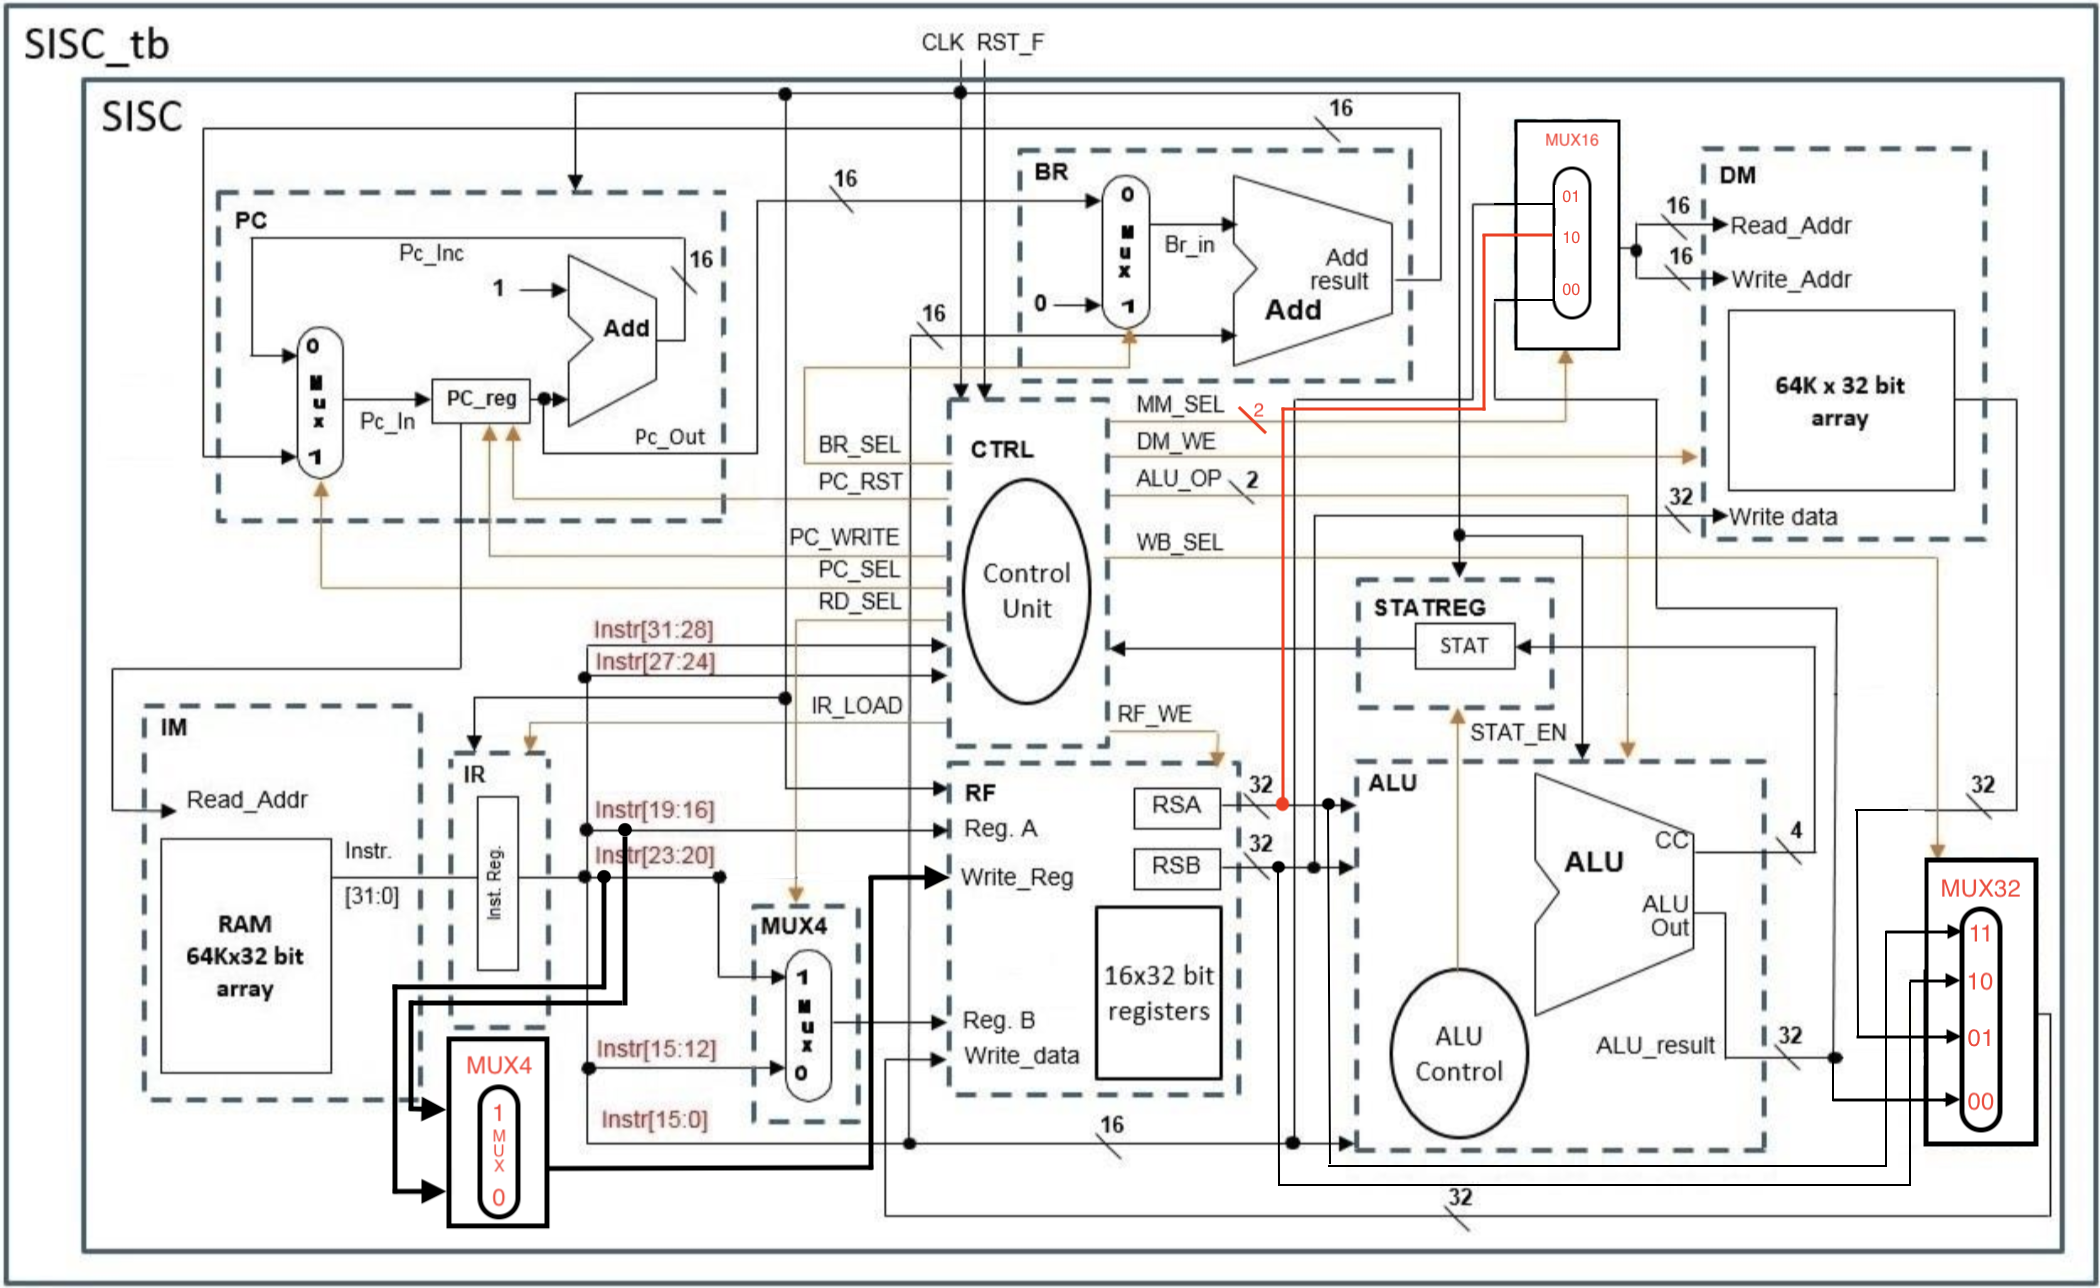 SISC_tb
CLK RST_F
SISC
16
PC
Pc_Inc
16
1
Add
0
Mux
1
Pc_In
PC_reg
Pc_Out
16
BR
0
Mux
1
0
Br_in
Add
result
Add
16
MUX16
01
10
00
DM
16
Read_Addr
16
Write_Addr
64K x 32 bit
array
32
Write data
CTRL
Control
Unit
BR_SEL
PC_RST
PC_WRITE
PC_SEL
RD_SEL
IR_LOAD
MM_SEL
2
DM_WE
ALU_OP
2
WB_SEL
RF_WE
STATREG
STAT
STAT_EN
Instr[31:28]
Instr[27:24]
Instr[19:16]
Instr[23:20]
Instr[15:12]
Instr[15:0]
IM
Read_Addr
RAM
64Kx32 bit
array
Instr.
[31:0]
IR
Inst. Reg.
MUX4
1
MUX
0
MUX4
1
Mux
0
RF
Reg. A
Write_Reg
Reg. B
Write_data
RSA
RSB
32
32
16x32 bit
registers
16
ALU
ALU
CC
4
ALU
Out
ALU_result
32
ALU
Control
32
MUX32
11
10
01
00
32